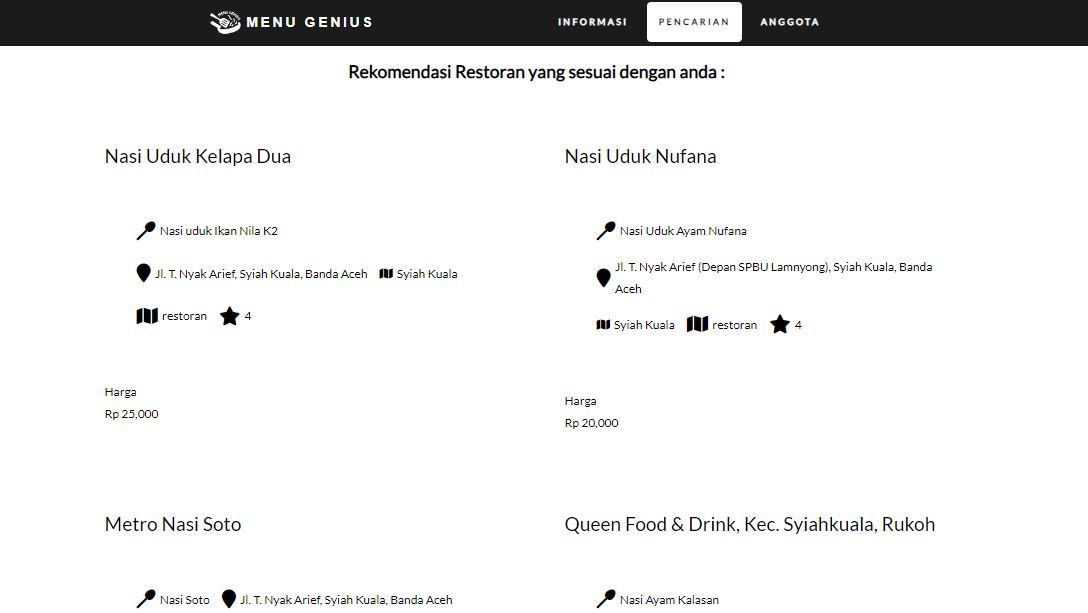 MENU GENIUS
INFORMASI
PENCARIAN
ANGGOTA
Rekomendasi Restoran yang sesuai dengan anda :
Nasi Uduk Kelapa Dua
Nasi uduk Ikan Nila K2
Jl. T. Nyak Arief, Syiah Kuala, Banda Aceh Syiah Kuala
restoran 4
Harga
Rp 25,000
Nasi Uduk Nufana
Nasi Uduk Ayam Nufana
Jl. T. Nyak Arief (Depan SPBU Lamnyong), Syiah Kuala, Banda
Aceh
Syiah Kuala restoran 4
Harga
Rp 20,000
Metro Nasi Soto
Nasi Soto Jl. T. Nyak Arief, Syiah Kuala, Banda Aceh
Queen Food & Drink, Kec. Syiahkuala, Rukoh
Nasi Ayam Kalasan